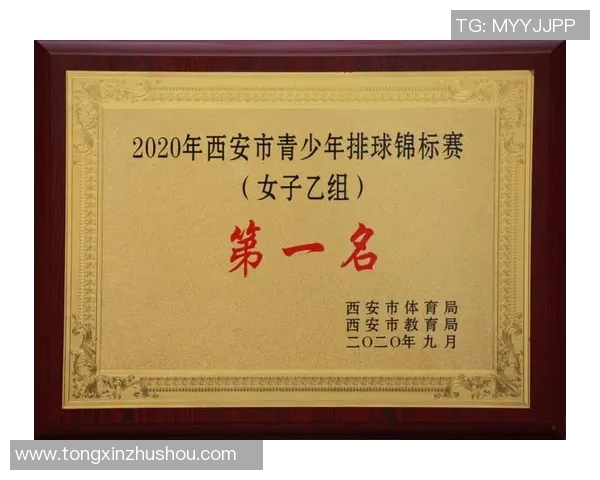 TG: MYYJJPP
2020年西安市青少年排球锦标赛
（女子乙组）
第一名
西安市体育局
西安市教育局
二〇二〇年九月
www.tongxinzhushou.com